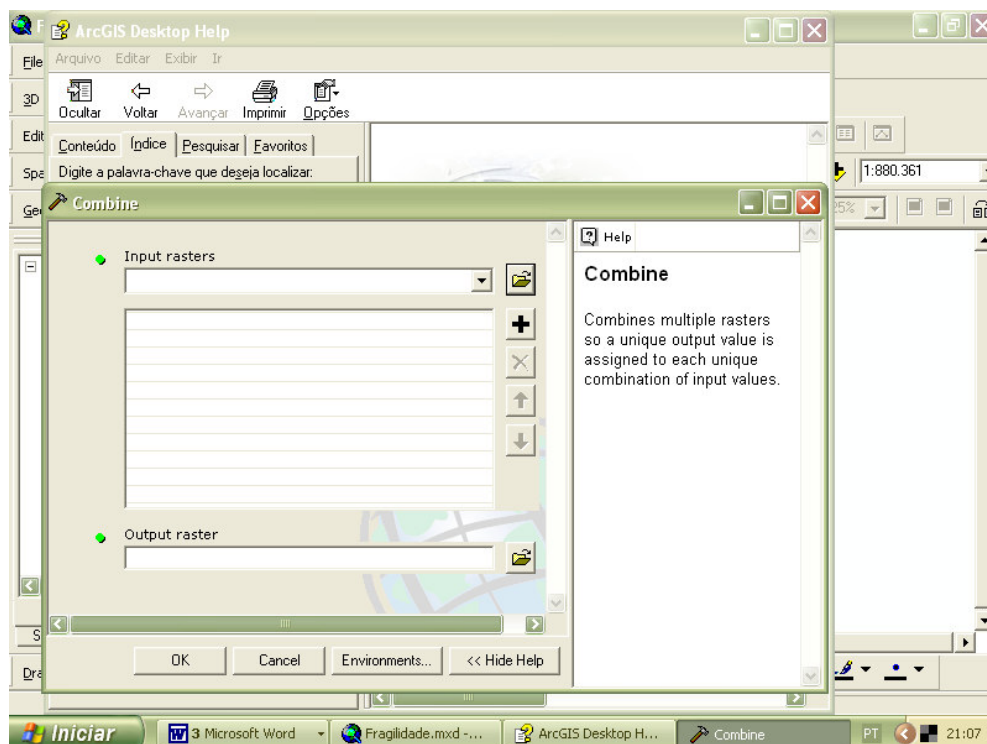 F
ArcGIS Desktop Help
File
Arquivo Editar Exibir Ir
3D
Ocultar Voltar Avançar Imprimir Opções
Edit
Conteúdo Índice Pesquisar Favoritos
Spa
Digite a palavra-chave que deseja localizar:
1:880.361
Combine
Input rasters
Help
Combine
Combines multiple rasters
so a unique output value is
assigned to each unique
combination of input values.
Output raster
S
OK Cancel Environments... << Hide Help
Dra
Iniciar
3 Microsoft Word
Fragilidade.mxd -...
ArcGIS Desktop H...
Combine
PT
21:07